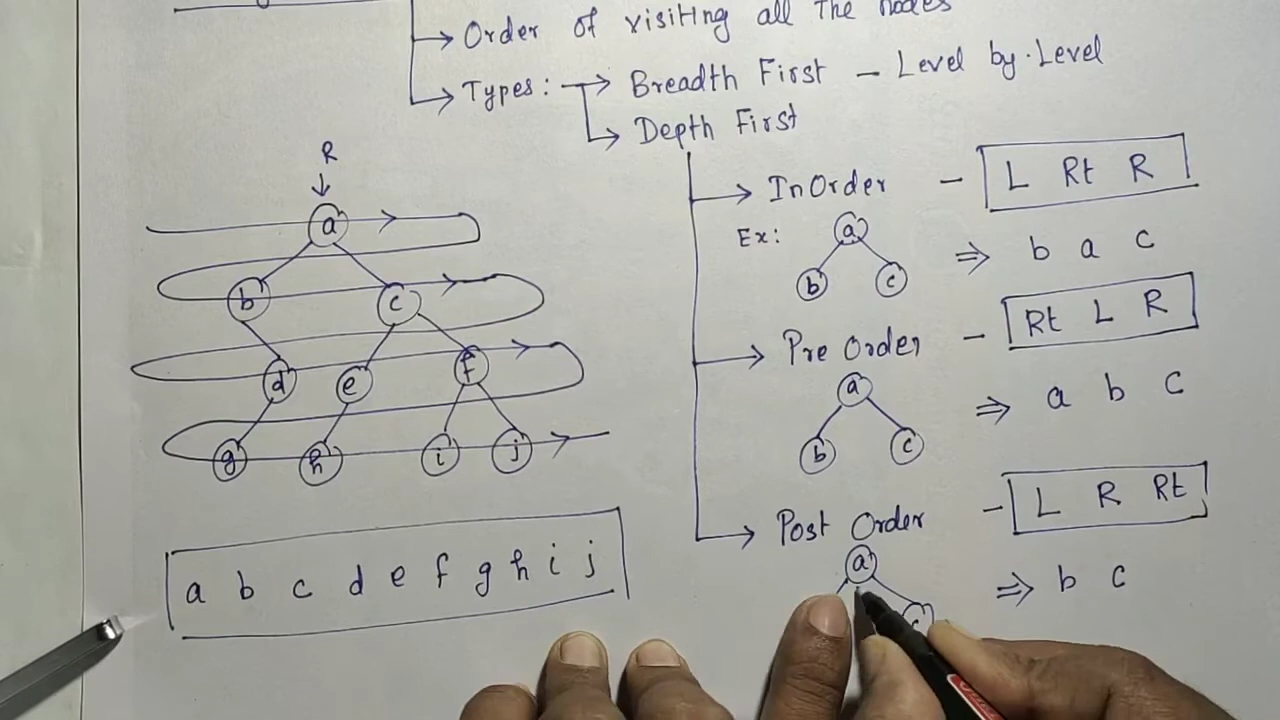 Order of visiting all the nodes
Types: Breadth First - Level by Level
Depth First
R
a
b c
d e f
g h i j
a b c d e f g h i j
InOrder - L Rt R
Ex: a
b c
⇒ b a c
Pre Order - Rt L R
a
b c
⇒ a b c
Post Order - L R Rt
a
c
⇒ b c